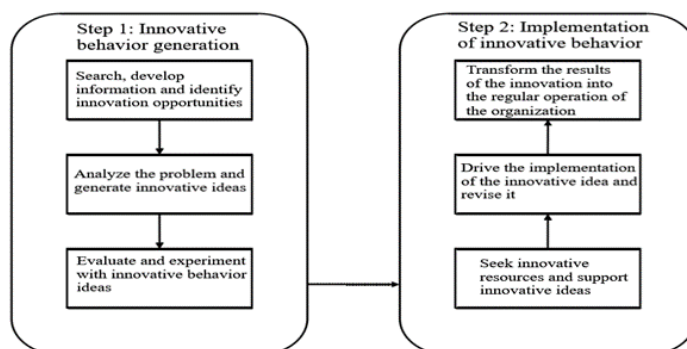 Step 1: Innovative
behavior generation
Search, develop
information and identify
innovation opportunities
Analyze the problem and
generate innovative ideas
Evaluate and experiment
with innovative behavior
ideas
Step 2: Implementation
of innovative behavior
Transform the results
of the innovation into
the regular operation of
the organization
Drive the implementation
of the innovative idea and
revise it
Seek innovative
resources and support
innovative ideas